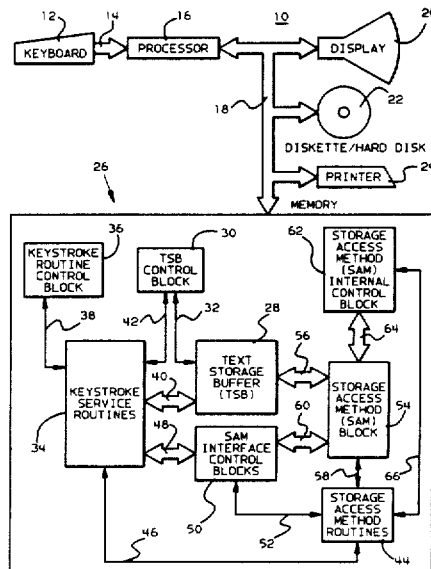 12
14
16
10
20
KEYBOARD
PROCESSOR
DISPLAY
18
22
DISKETTE/HARD DISK
24
PRINTER
26
MEMORY
36
30
62
KEYSTROKE
ROUTINE
CONTROL
BLOCK
TSB
CONTROL
BLOCK
STORAGE
ACCESS
METHOD
(SAM)
INTERNAL
CONTROL
BLOCK
38
42
32
28
64
TEXT
STORAGE
BUFFER
(TSB)
56
40
KEYSTROKE
SERVICE
ROUTINES
STORAGE
ACCESS
METHOD
(SAM)
BLOCK
48
60
34
SAM
INTERFACE
CONTROL
BLOCKS
54
58
66
50
52
STORAGE
ACCESS
METHOD
ROUTINES
46
44